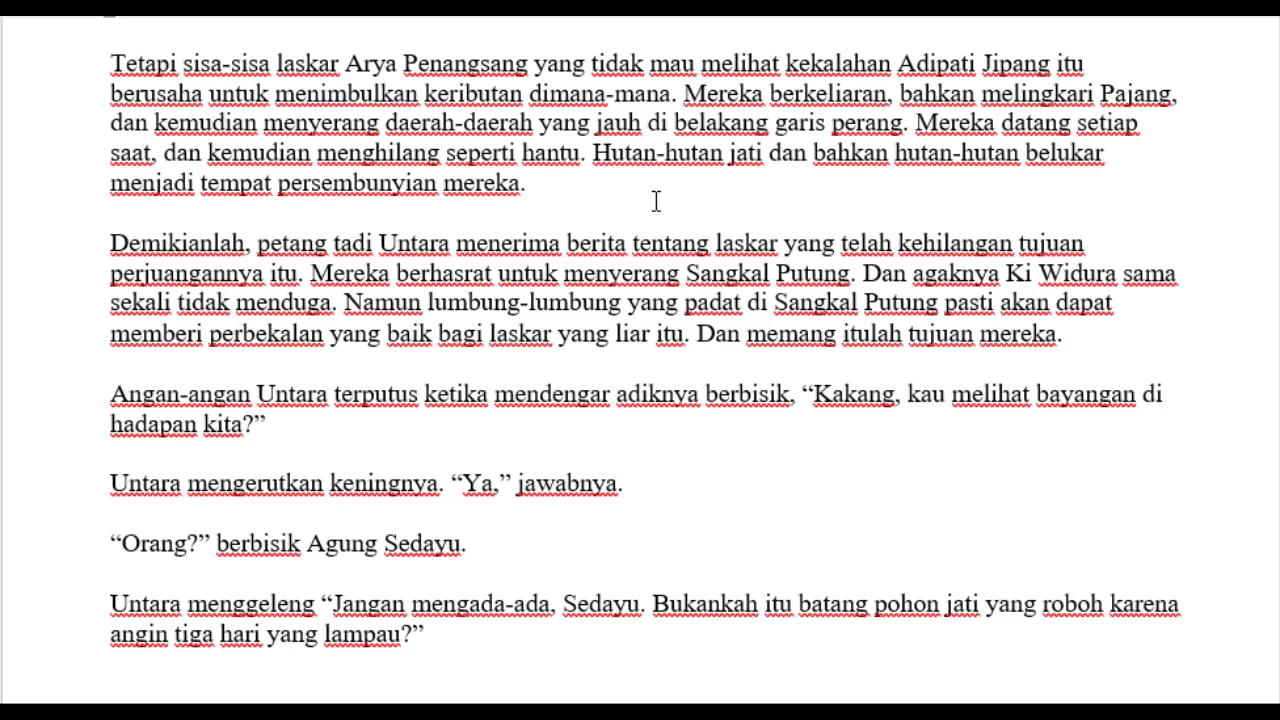 Tetapi sisa-sisa laskar Arya Penangsang yang tidak mau melihat kekalahan Adipati Jipang itu
berusaha untuk menimbulkan keributan dimana-mana. Mereka berkeliaran, bahkan melingkari Pajang,
dan kemudian menyerang daerah-daerah yang jauh di belakang garis perang. Mereka datang setiap
saat, dan kemudian menghilang seperti hantu. Hutan-hutan jati dan bahkan hutan-hutan belukar
menjadi tempat persembunyian mereka.
Demikianlah, petang tadi Untara menerima berita tentang laskar yang telah kehilangan tujuan
perjuangannya itu. Mereka berhasrat untuk menyerang Sangkal Putung. Dan agaknya Ki Widura sama
sekali tidak menduga. Namun lumbung-lumbung yang padat di Sangkal Putung pasti akan dapat
memberi perbekalan yang baik bagi laskar yang liar itu. Dan memang itulah tujuan mereka.
Angan-angan Untara terputus ketika mendengar adiknya berbisik, “Kakang, kau melihat bayangan di
hadapan kita?”
Untara mengerutkan keningnya. “Ya,” jawabnya.
“Orang?” berbisik Agung Sedayu.
Untara menggeleng “Jangan mengada-ada, Sedayu. Bukankah itu batang pohon jati yang roboh karena
angin tiga hari yang lampau?”